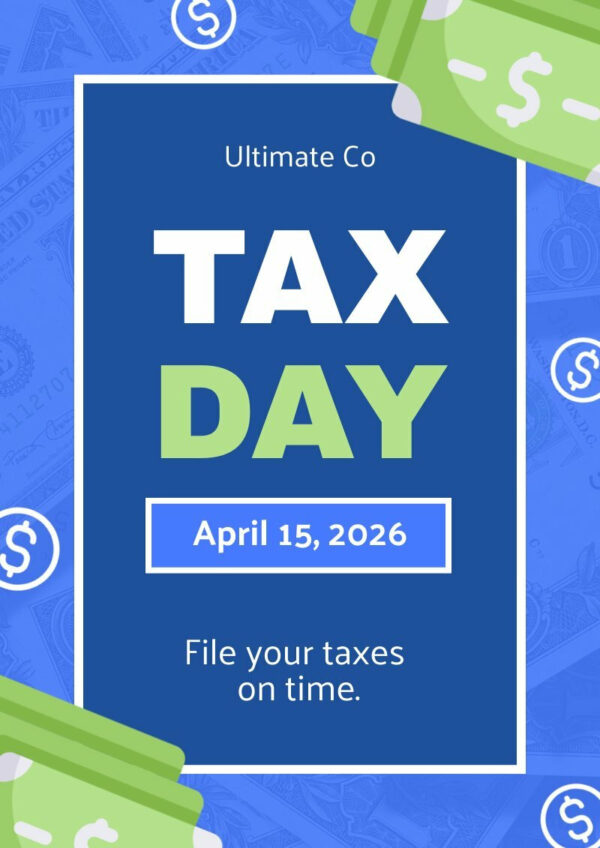 Ultimate Co
TAX
DAY
April 15, 2026
File your taxes
on time.